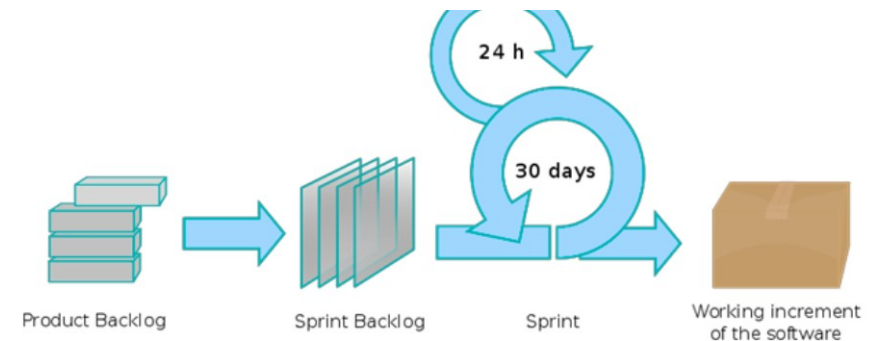 24 h
30 days
Product Backlog
Sprint Backlog
Sprint
Working increment
of the software